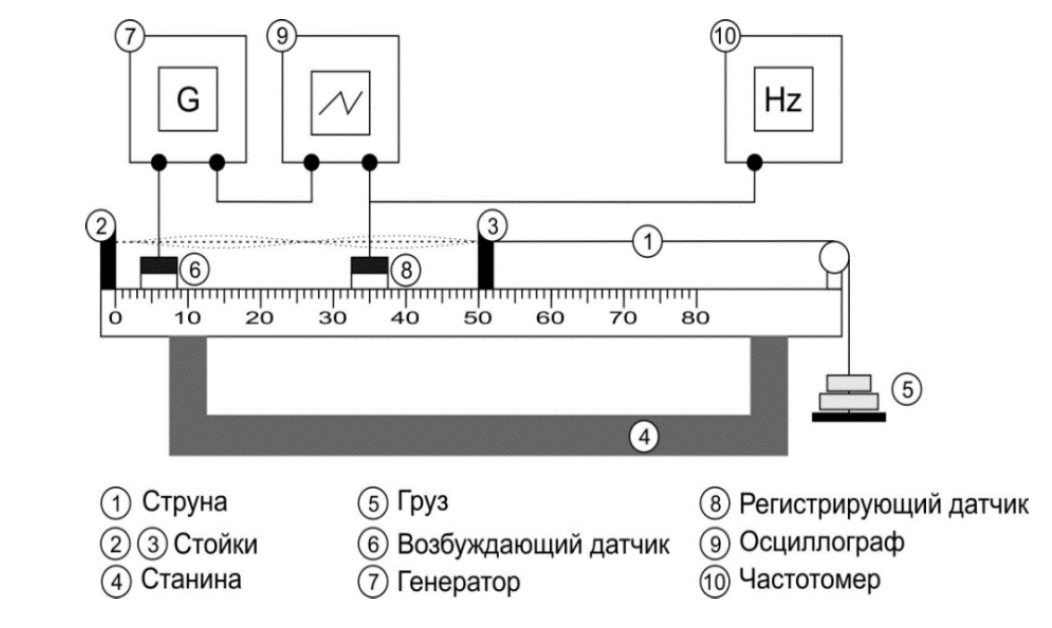 7 9 10
G Hz
2 3 1
6 8
0 10 20 30 40 50 60 70 80
5
4
1 Струна 5 Груз 8 Регистрирующий датчик
2 3 Стойки 6 Возбуждающий датчик 9 Осциллограф
4 Станина 7 Генератор 10 Частотомер